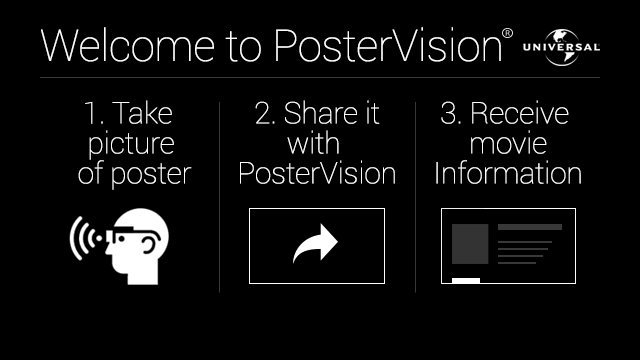 Welcome to PosterVision®
UNIVERSAL
1. Take
picture
of poster
2. Share it
with
PosterVision
3. Receive
movie
Information